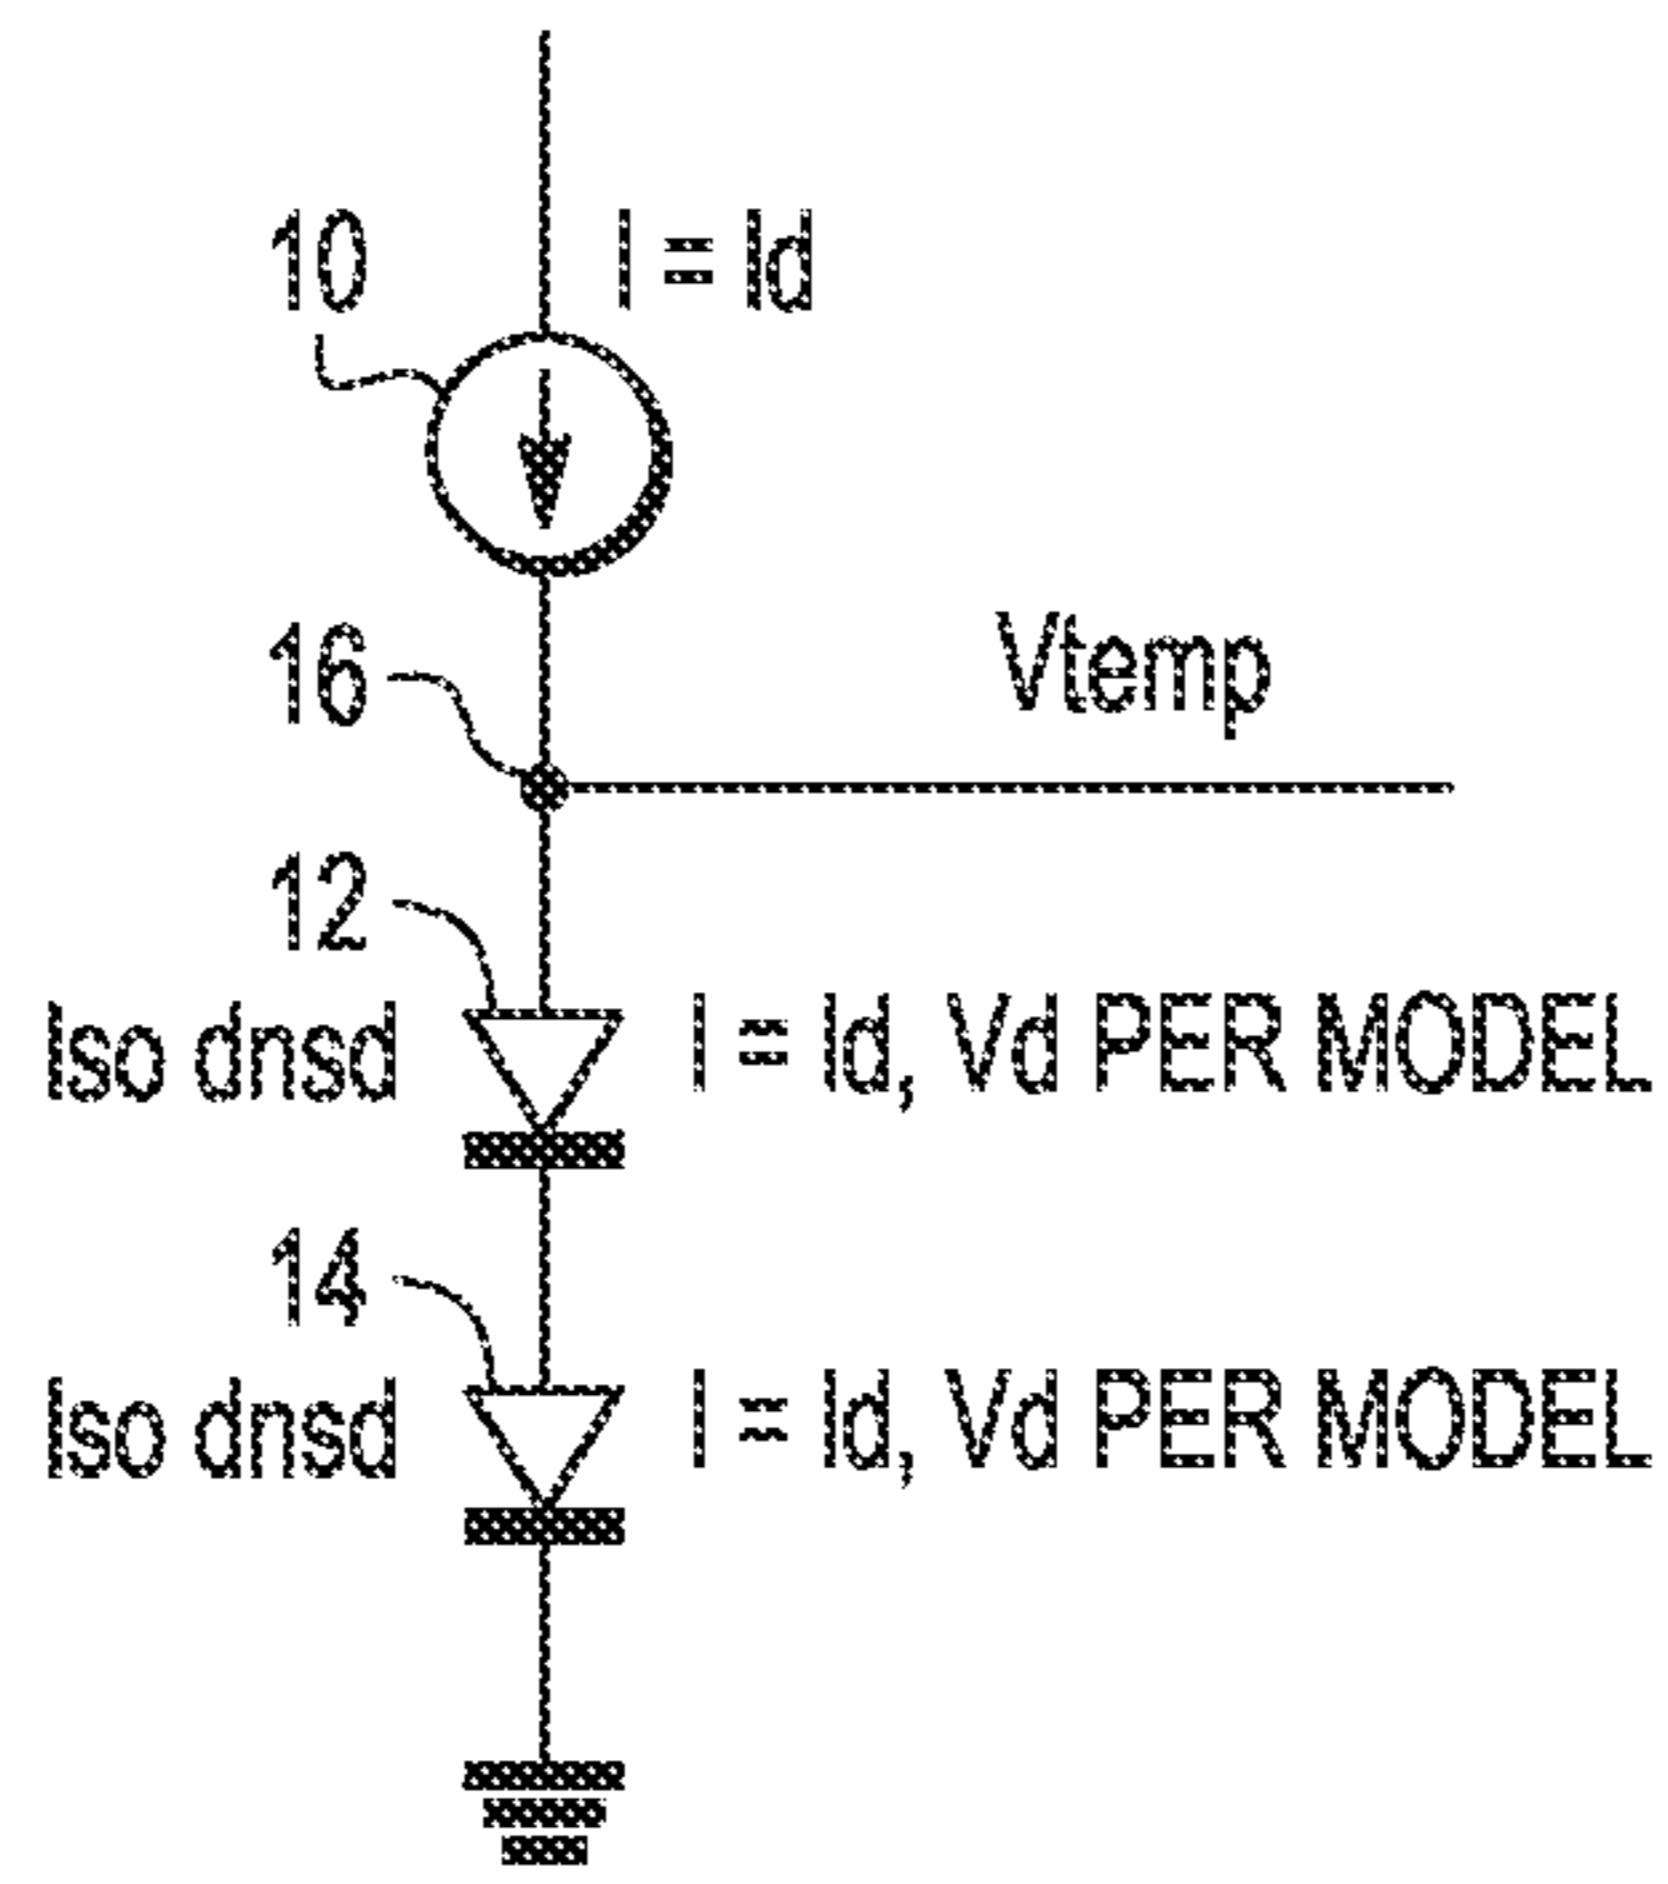 10 I = Id
16
Vtemp
12
Iso dnsd I = Id, Vd PER MODEL
14
Iso dnsd I = Id, Vd PER MODEL